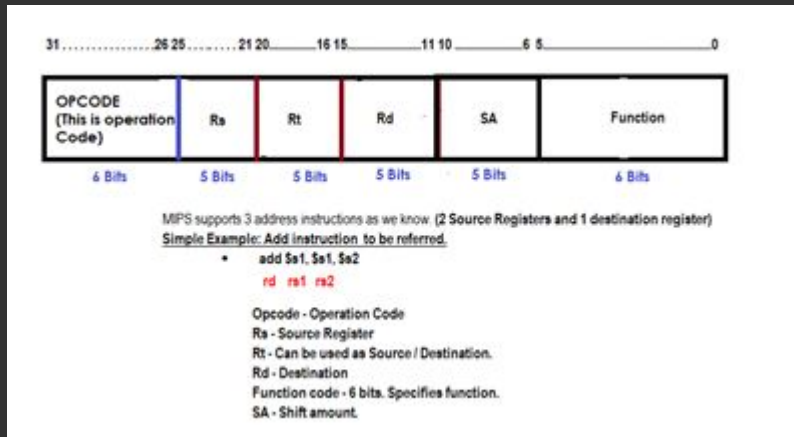 31................26 25.........21 20..........16 15..............11 10...........6 5..........................0
OPCODE
(This is operation
Code)
Rs
Rt
Rd
SA
Function
6 Bits 5 Bits 5 Bits 5 Bits 5 Bits 6 Bits
MIPS supports 3 address instructions as we know. (2 Source Registers and 1 destination register)
Simple Example: Add instruction to be referred.
• add $s1, $s1, $s2
rd rs1 rs2
Opcode - Operation Code
Rs - Source Register
Rt - Can be used as Source / Destination.
Rd - Destination
Function code - 6 bits. Specifies function.
SA - Shift amount.